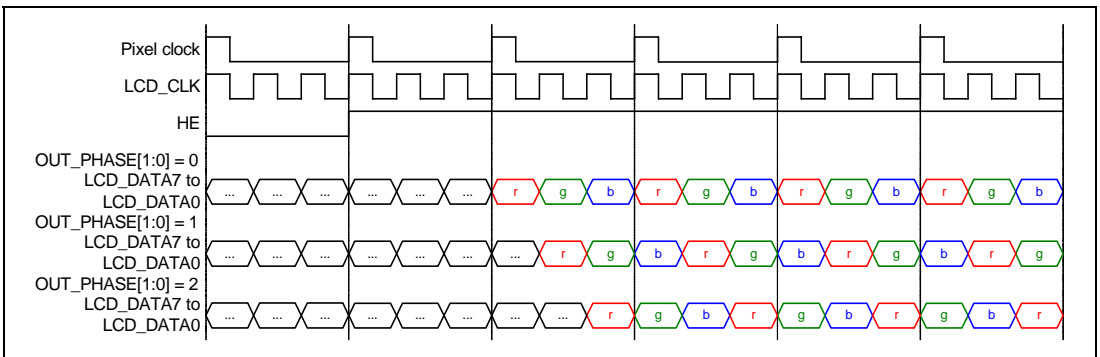 Pixel clock
LCD_CLK
HE
OUT_PHASE[1:0] = 0
LCD_DATA7 to
LCD_DATA0
... ... ... ... ... ... r g b r g b r g b r g b
OUT_PHASE[1:0] = 1
LCD_DATA7 to
LCD_DATA0
... ... ... ... ... ... ... r g b r g b r g b r g
OUT_PHASE[1:0] = 2
LCD_DATA7 to
LCD_DATA0
... ... ... ... ... ... ... ... r g b r g b r g b r